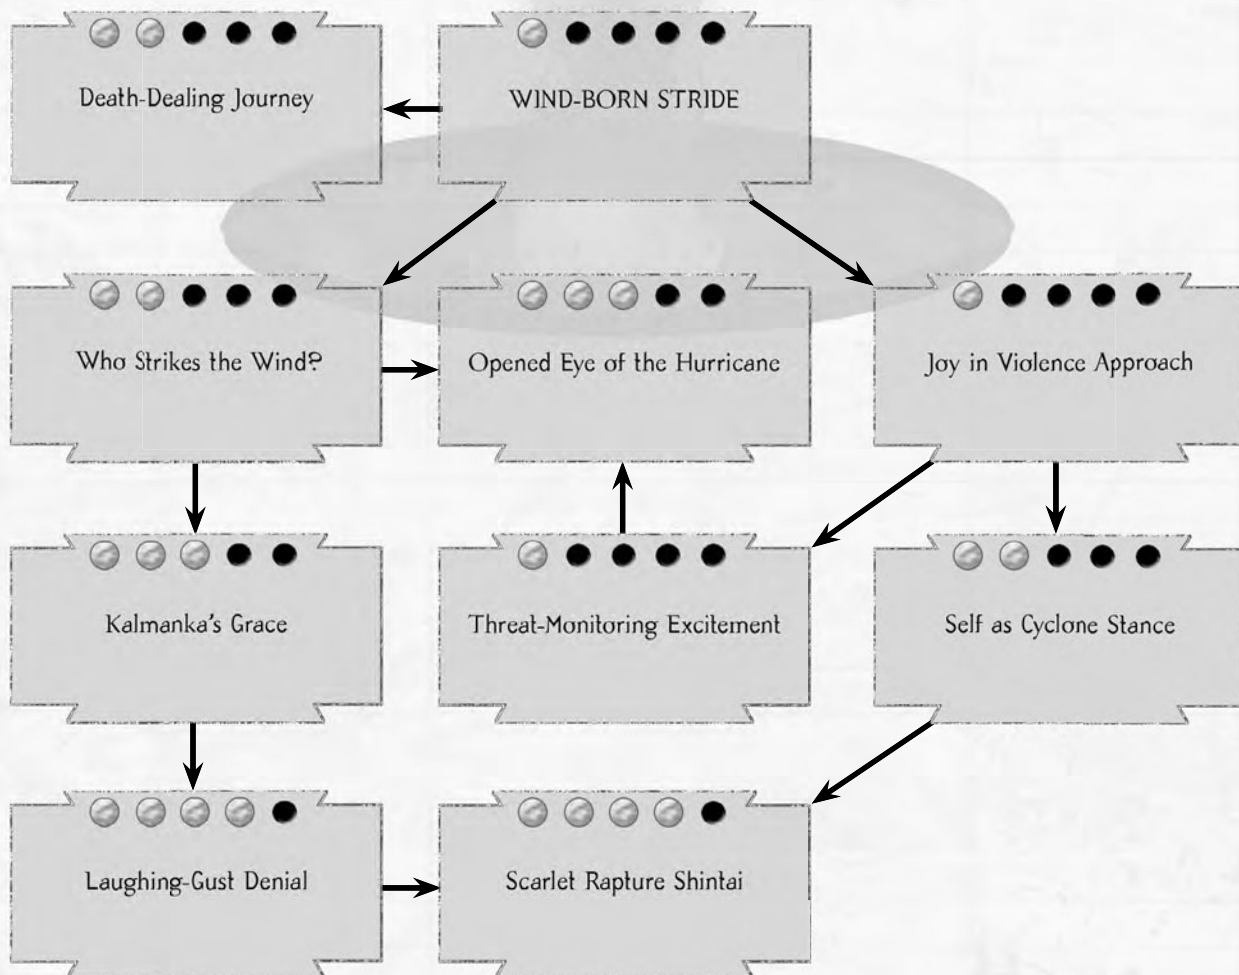 Death-Dealing Journey
WIND-BORN STRIDE
Who Strikes the Wind?
Opened Eye of the Hurricane
Joy in Violence Approach
Kalmanka's Grace
Threat-Monitoring Excitement
Self as Cyclone Stance
Laughing-Gust Denial
Scarlet Rapture Shintai